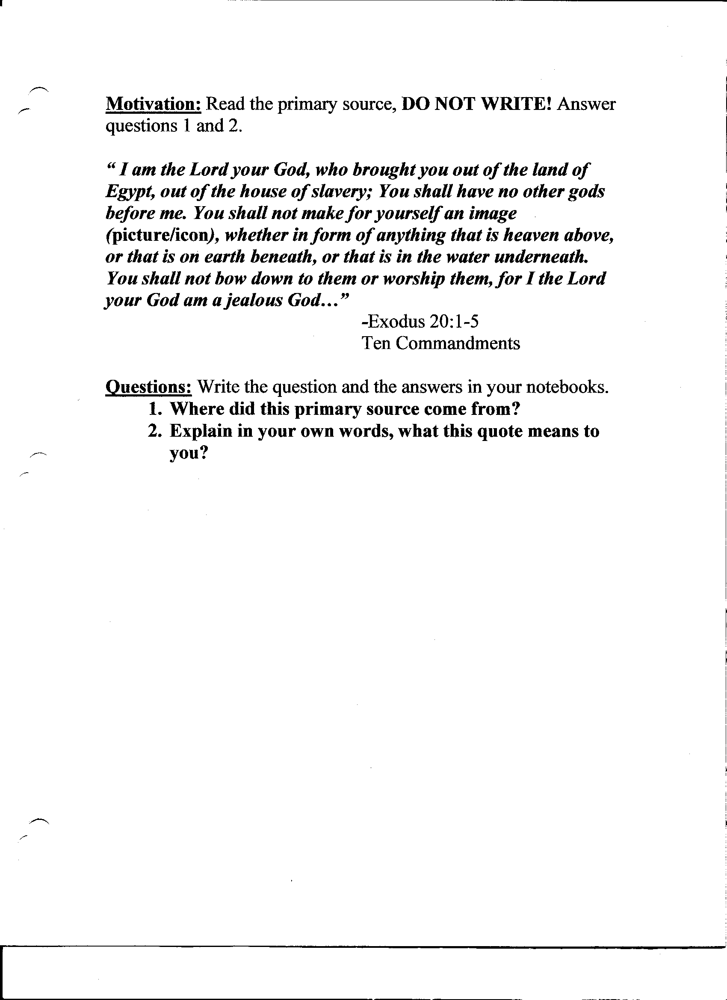 Motivation: Read the primary source, DO NOT WRITE! Answer
questions 1 and 2.
“ I am the Lord your God, who brought you out of the land of
Egypt, out of the house of slavery; You shall have no other gods
before me. You shall not make for yourself an image
(picture/icon), whether in form of anything that is heaven above,
or that is on earth beneath, or that is in the water underneath.
You shall not bow down to them or worship them, for I the Lord
your God am a jealous God…”
-Exodus 20:1-5
Ten Commandments
Questions: Write the question and the answers in your notebooks.
1. Where did this primary source come from?
2. Explain in your own words, what this quote means to
you?